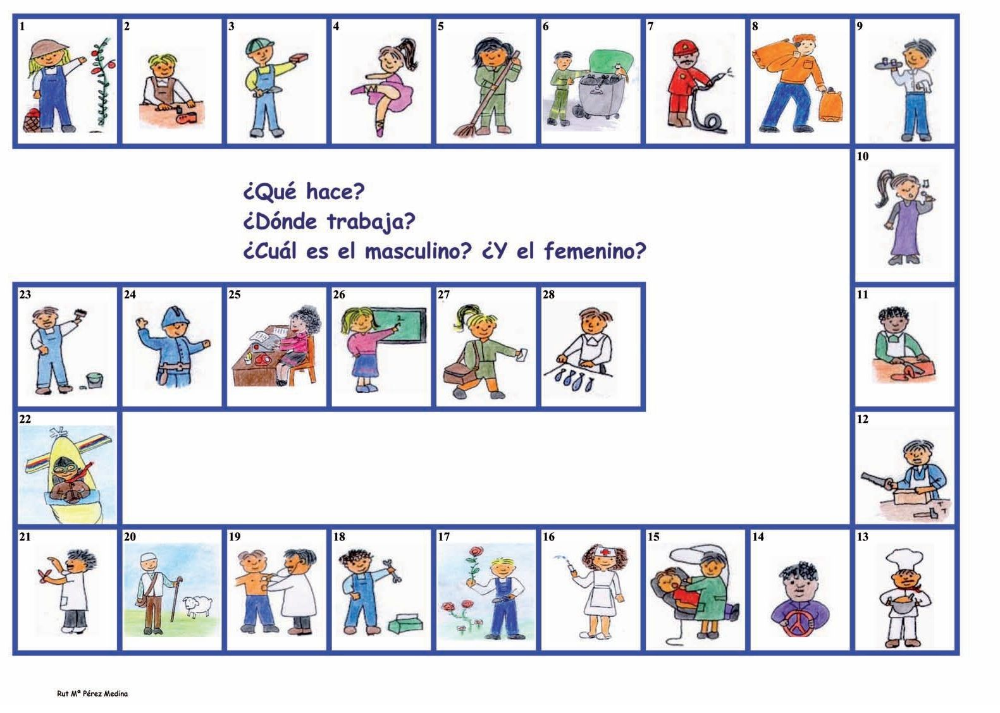 1 2 3 4 5 6 7 8 9
10
¿Qué hace?
¿Dónde trabaja?
¿Cuál es el masculino? ¿Y el femenino?
23 24 25 26 27 28 11
2
22 12
21 20 19 18 17 16 15 14 13
Rut Mª Pérez Medina